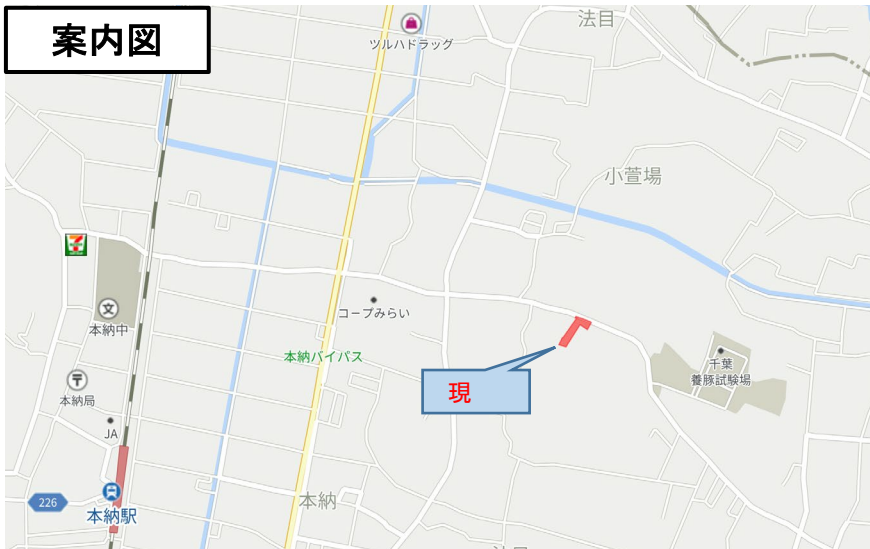 案内図
ツルハドラッグ
法目
小萱場
文
本納中
コープみらい
本納バイパス
千葉
養豚試験場
現
〒
本納局
JA
226
本納駅
本納